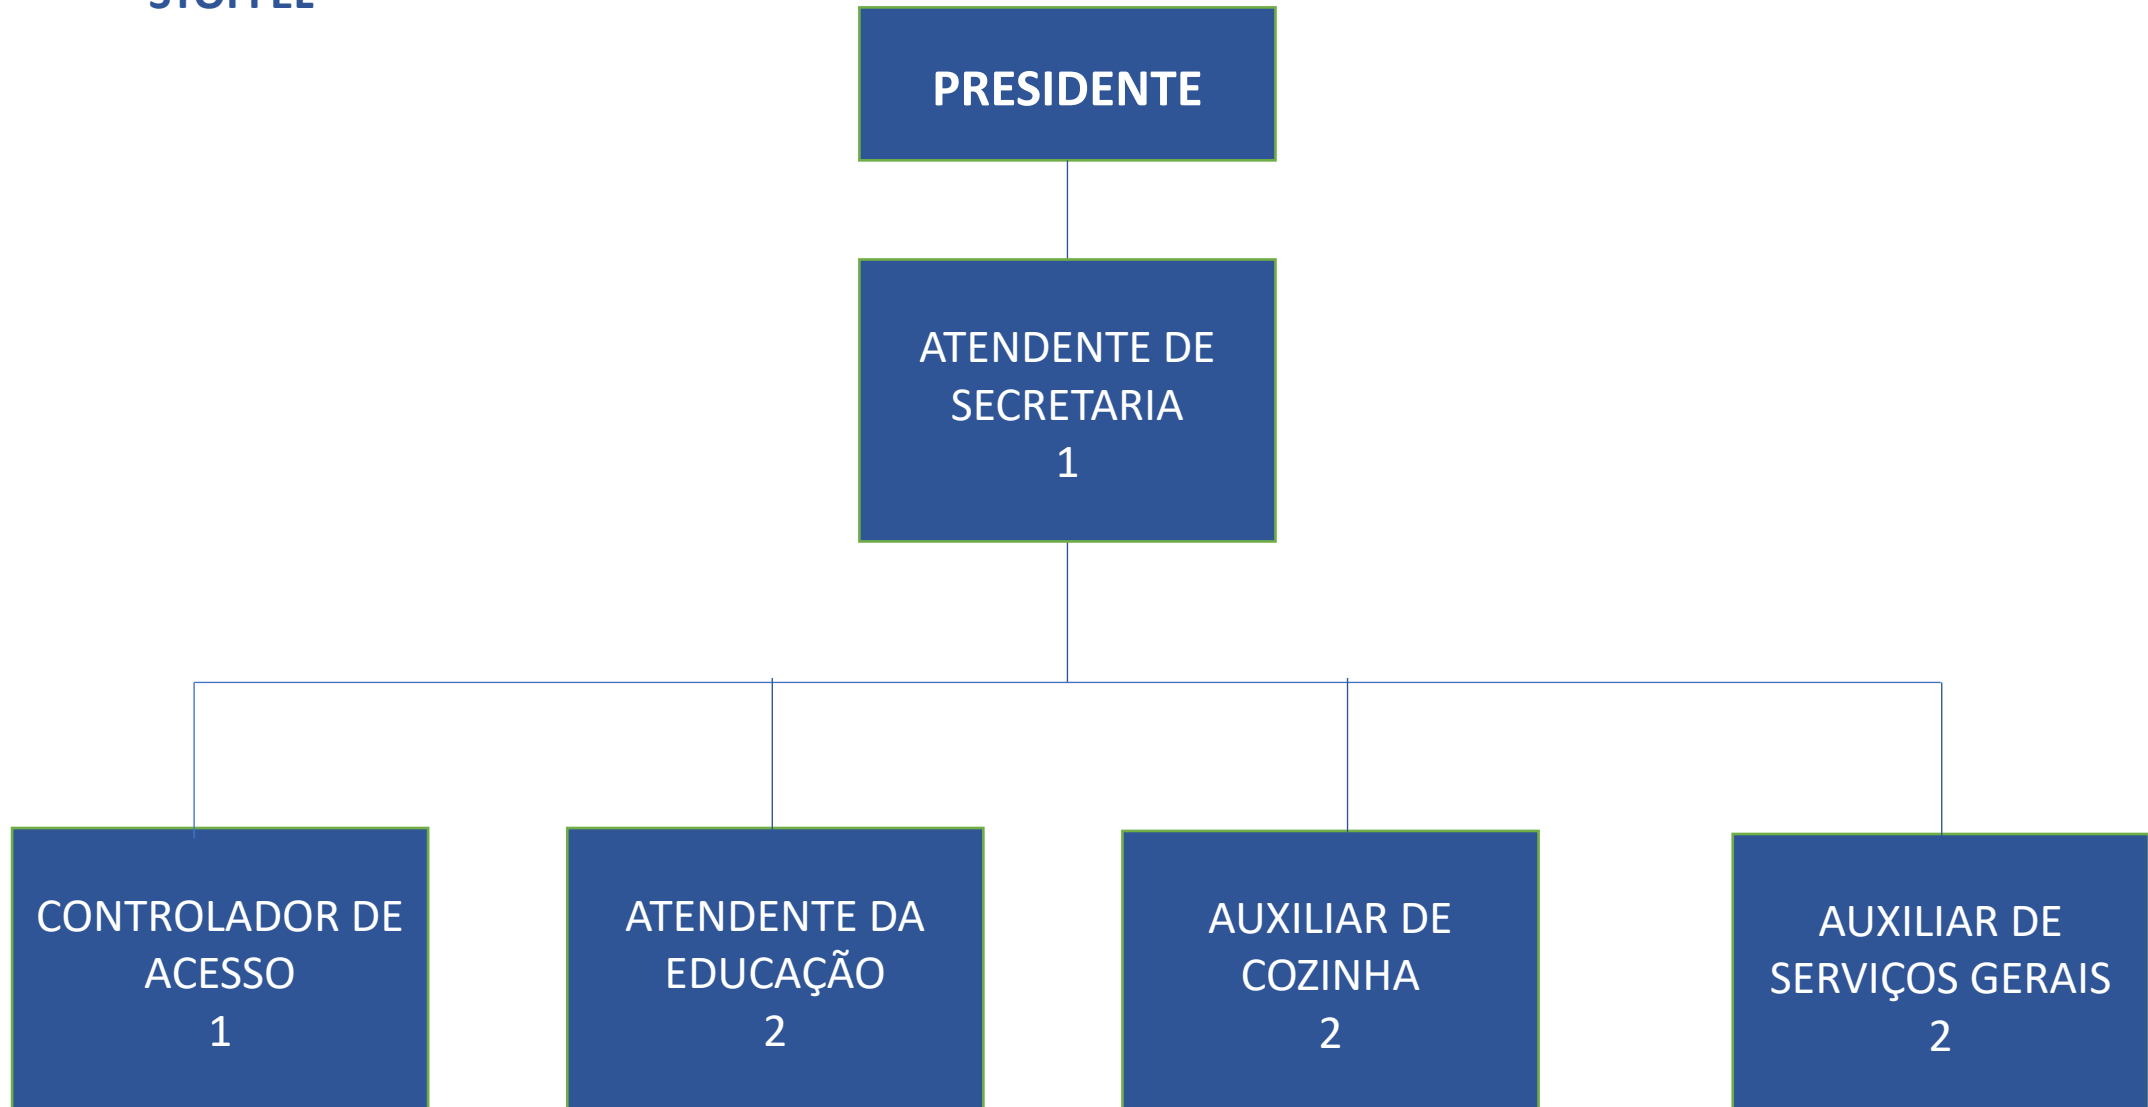 STOFFEL
PRESIDENTE
ATENDENTE DE
SECRETARIA
1
CONTROLADOR DE
ACESSO
1
ATENDENTE DA
EDUCAÇÃO
2
AUXILIAR DE
COZINHA
2
AUXILIAR DE
SERVIÇOS GERAIS
2